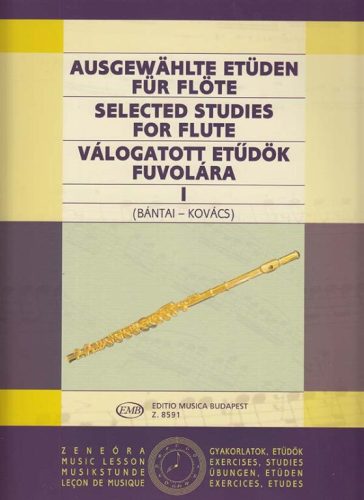 AUSGEWÄHLTE ETÜDEN
FÜR FLÖTE
SELECTED STUDIES
FOR FLUTE
VÁLOGATOTT ETŰDÖK
FUVOLÁRA
I
(BÁNTAI – KOVÁCS)
EMB
EDITIO MUSICA BUDAPEST
Z. 8591
ZENEÓRA
MUSIC LESSON
MUSIKSTUNDE
LEÇON DE MUSIQUE
GYAKORLATOK, ETŰDÖK
EXERCISES, STUDIES
ÜBUNGEN, ETÜDEN
EXERCICES, ETUDES